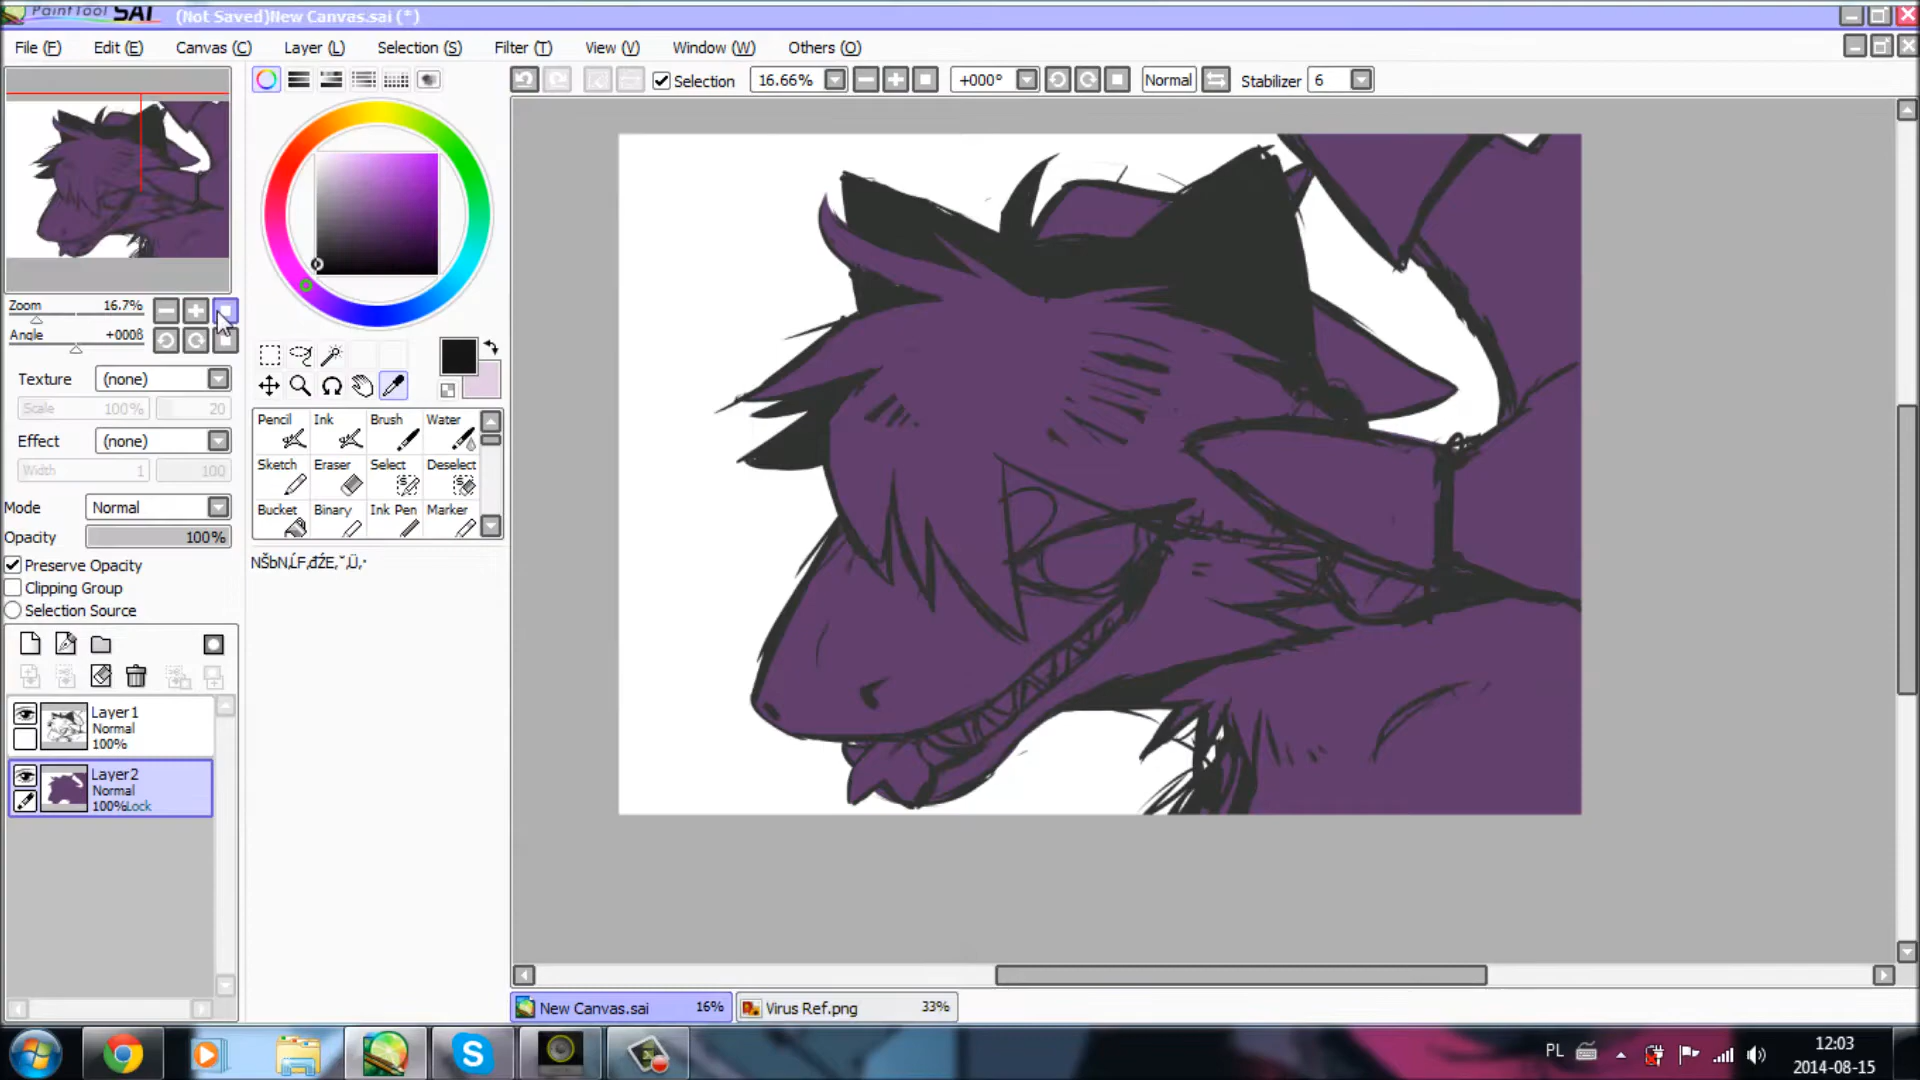 PaintTool SAI (Not Saved)New Canvas.sai (*)
File (F) Edit (E) Canvas (C) Layer (L) Selection (S) Filter (T) View (V) Window (W) Others (O)
Selection 16.66% +000° Normal Stabilizer 6
Zoom 16.7%
Angle +000ß
Texture (none)
Scale 100% 20
Effect (none)
Width 1 100
Mode Normal
Opacity 100%
Preserve Opacity
Clipping Group
Selection Source
Pencil Ink Brush Water
Sketch Eraser Select Deselect
Bucket Binary Ink Pen Marker
Layer1
Normal
100%
Layer2
Normal
100%Lock
New Canvas.sai 16% Virus Ref.png 33%
PL 12:03
2014-08-15